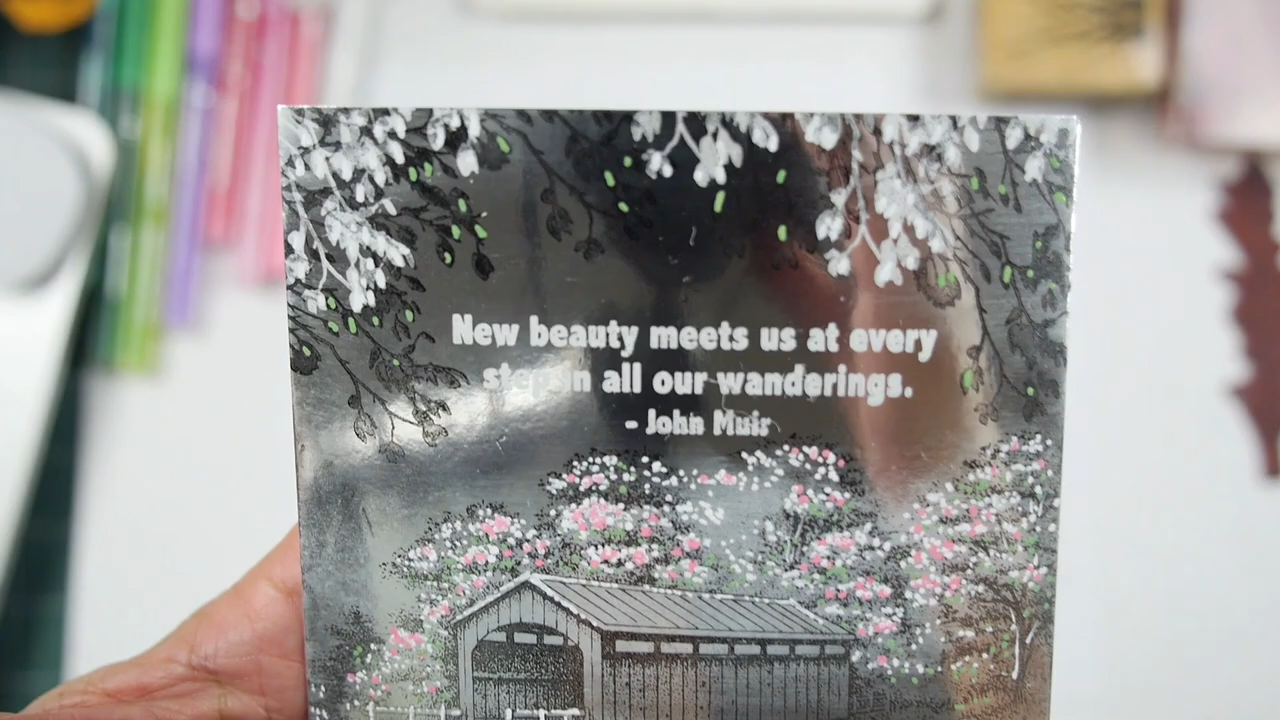 New beauty meets us at every
step in all our wanderings.
- John Muir